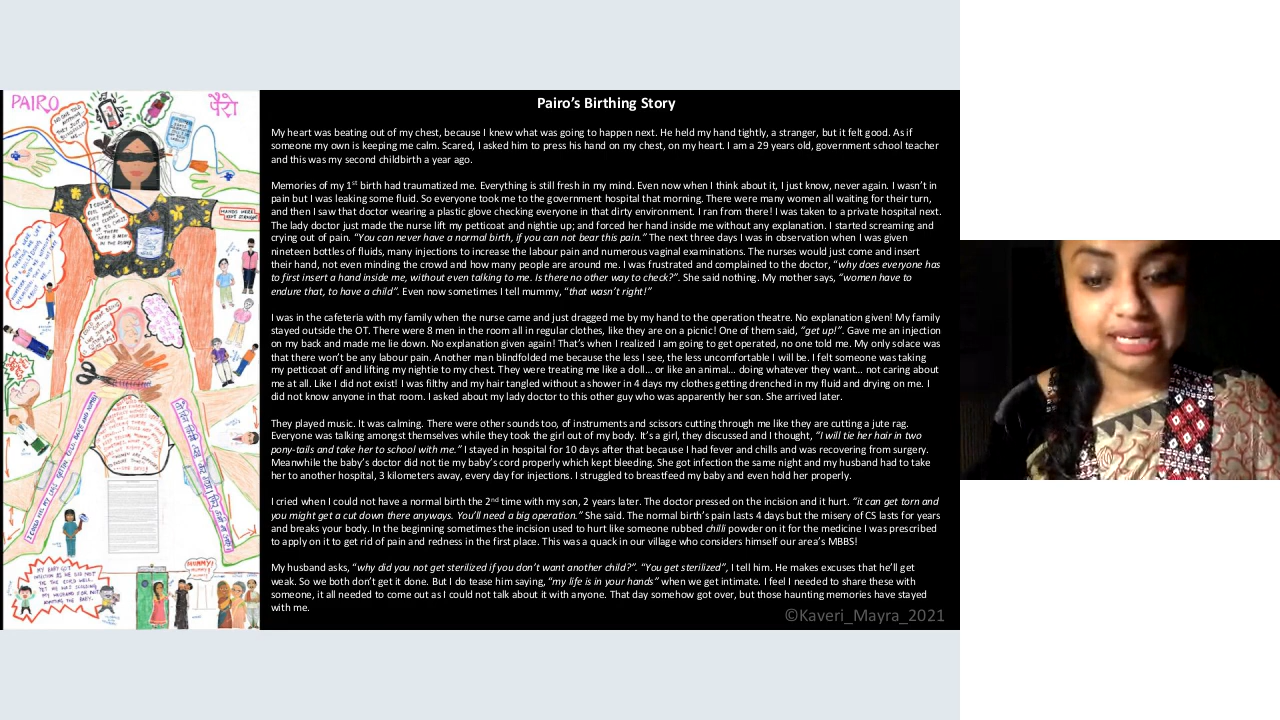 PAIRO
पैरो
Pairo's Birthing Story
My heart was beating out of my chest, because I knew what was going to happen next. He held my hand tightly, a stranger, but it felt good. As if
someone my own is keeping me calm. Scared, I asked him to press his hand on my chest, on my heart. I am a 29 years old, government school teacher
and this was my second childbirth a year ago.
Memories of my 1st birth had traumatized me. Everything is still fresh in my mind. Even now when I think about it, I just know, never again. I wasn't in
pain but I was leaking some fluid. So everyone took me to the government hospital that morning. There were many women all waiting for their turn,
and then I saw that doctor wearing a plastic glove checking everyone in that dirty environment. I ran from there! I was taken to a private hospital next.
The lady doctor just made the nurse lift my petticoat and nightie up; and forced her hand inside me without any explanation. I started screaming and
crying out of pain. "You can never have a normal birth, if you can not bear this pain." The next three days I was in observation when I was given
nineteen bottles of fluids, many injections to increase the labour pain and numerous vaginal examinations. The nurses would just come and insert
their hand, not even minding the crowd and how many people are around me. I was frustrated and complained to the doctor, "why does everyone has
to first insert a hand inside me, without even talking to me. Is there no other way to check?". She said nothing. My mother says, "women have to
endure that, to have a child". Even now sometimes I tell mummy, "that wasn't right!"
I was in the cafeteria with my family when the nurse came and just dragged me by my hand to the operation theatre. No explanation given! My family
stayed outside the OT. There were 8 men in the room all in regular clothes, like they are on a picnic! One of them said, "get up!". Gave me an injection
on my back and made me lie down. No explanation given again! That's when I realized I am going to get operated, no one told me. My only solace was
that there won't be any labour pain. Another man blindfolded me because the less I see, the less uncomfortable I will be. I felt someone was taking
my petticoat off and lifting my nightie to my chest. They were treating me like a doll... or like an animal... doing whatever they want... not caring about
me at all. Like I did not exist! I was filthy and my hair tangled without a shower in 4 days my clothes getting drenched in my fluid and drying on me. I
did not know anyone in that room. I asked about my lady doctor to this other guy who was apparently her son. She arrived later.
They played music. It was calming. There were other sounds too, of instruments and scissors cutting through me like they are cutting a jute rag.
Everyone was talking amongst themselves while they took the girl out of my body. It's a girl, they discussed and I thought, "I will tie her hair in two
pony-tails and take her to school with me." I stayed in hospital for 10 days after that because I had fever and chills and was recovering from surgery.
Meanwhile the baby's doctor did not tie my baby's cord properly which kept bleeding. She got infection the same night and my husband had to take
her to another hospital, 3 kilometers away, every day for injections. I struggled to breastfeed my baby and even hold her properly.
I cried when I could not have a normal birth the 2nd time with my son, 2 years later. The doctor pressed on the incision and it hurt. "it can get torn and
you might get a cut down there anyways. You'll need a big operation." She said. The normal birth's pain lasts 4 days but the misery of CS lasts for years
and breaks your body. In the beginning sometimes the incision used to hurt like someone rubbed chilli powder on it for the medicine I was prescribed
to apply on it to get rid of pain and redness in the first place. This was a quack in our village who considers himself our area's MBBS!
My husband asks, "why did you not get sterilized if you don't want another child?". "You get sterilized", I tell him. He makes excuses that he'll get
weak. So we both don't get it done. But I do tease him saying, "my life is in your hands" when we get intimate. I feel I needed to share these with
someone, it all needed to come out as I could not talk about it with anyone. That day somehow got over, but those haunting memories have stayed
with me.
©Kaveri_Mayra_2021